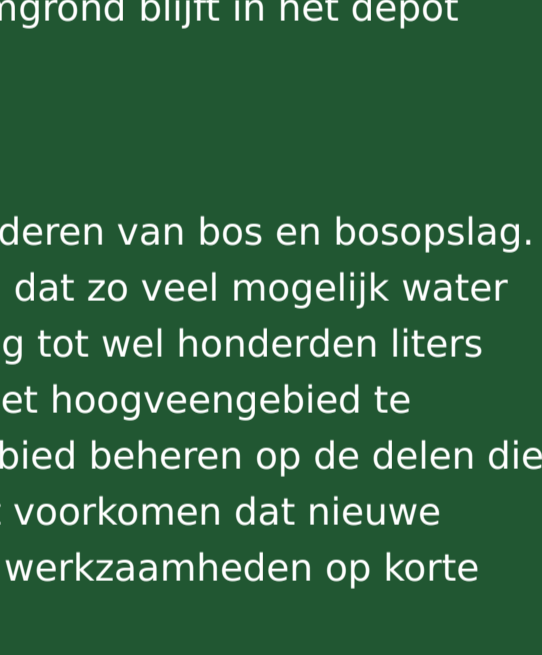 mgrond blijft in het depot
deren van bos en bosopslag.
dat zo veel mogelijk water
g tot wel honderden liters
et hoogveengebied te
bied beheren op de delen die
voorkomen dat nieuwe
werkzaamheden op korte